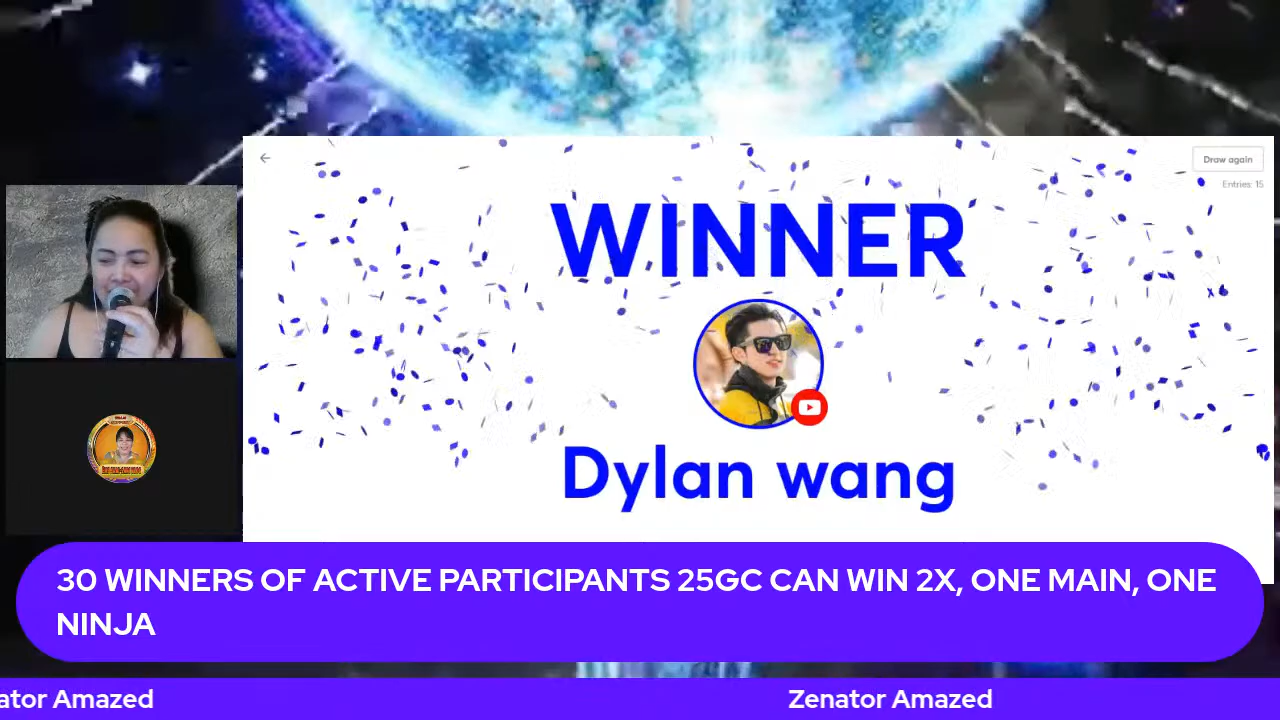 Draw again
Entries: 15
WINNER
Dylan wang
30 WINNERS OF ACTIVE PARTICIPANTS 25GC CAN WIN 2X, ONE MAIN, ONE
NINJA
ator Amazed
Zenator Amazed